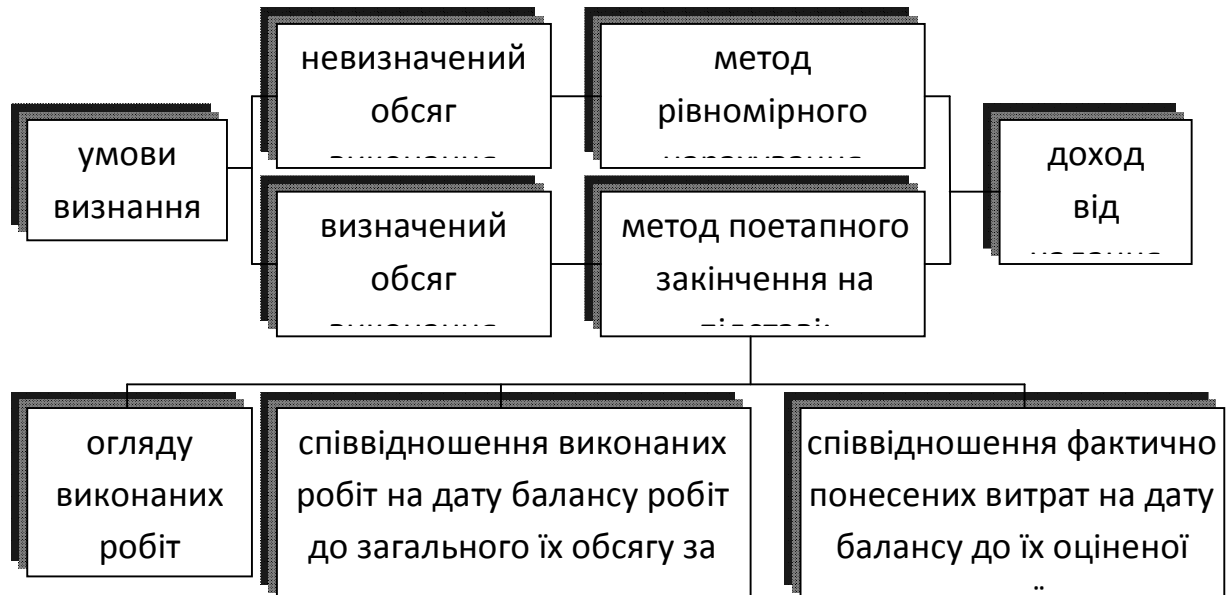 невизначений
обсяг
метод
рівномірного
умови
визнання
доход
від
визначений
обсяг
метод поетапного
закінчення на
огляду
виконаних
робіт
співвідношення виконаних
робіт на дату балансу робіт
до загального їх обсягу за
співвідношення фактично
понесених витрат на дату
балансу до їх оціненої